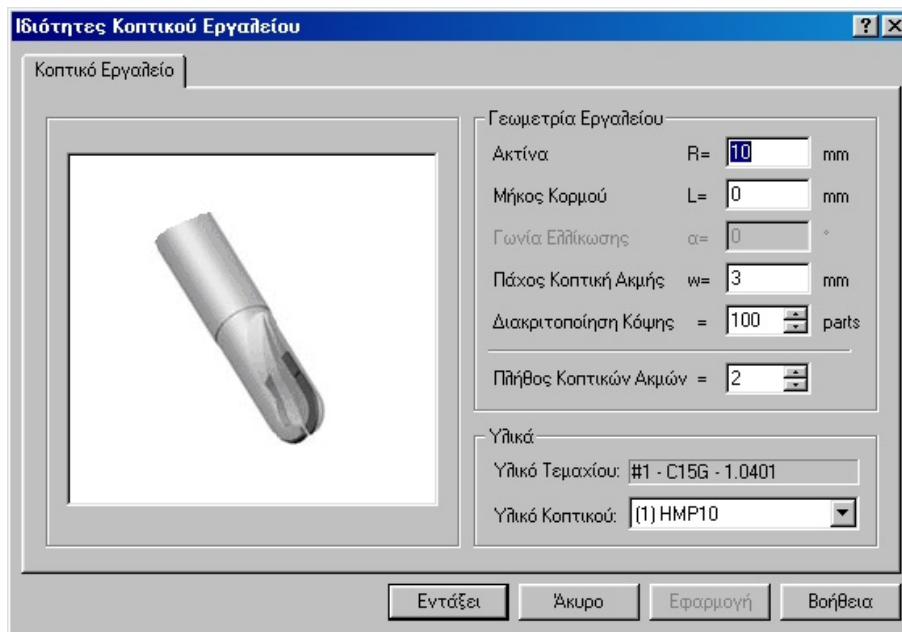 Ιδιότητες Κοπτικού Εργαλείου
Κοπτικό Εργαλείο
Γεωμετρία Εργαλείου
Ακτίνα R= 10 mm
Μήκος Κορμού L= 0 mm
Γωνία Ελλίκωσης α= 0 °
Πάχος Κοπτική Ακμής w= 3 mm
Διακριτοποίηση Κόψης = 100 parts
Πλήθος Κοπτικών Ακμών = 2
Υλικά
Υλικό Τεμαχίου: #1 - C15G - 1.0401
Υλικό Κοπτικού: (1) HMP10
Εντάξει Άκυρο Εφαρμογή Βοήθεια